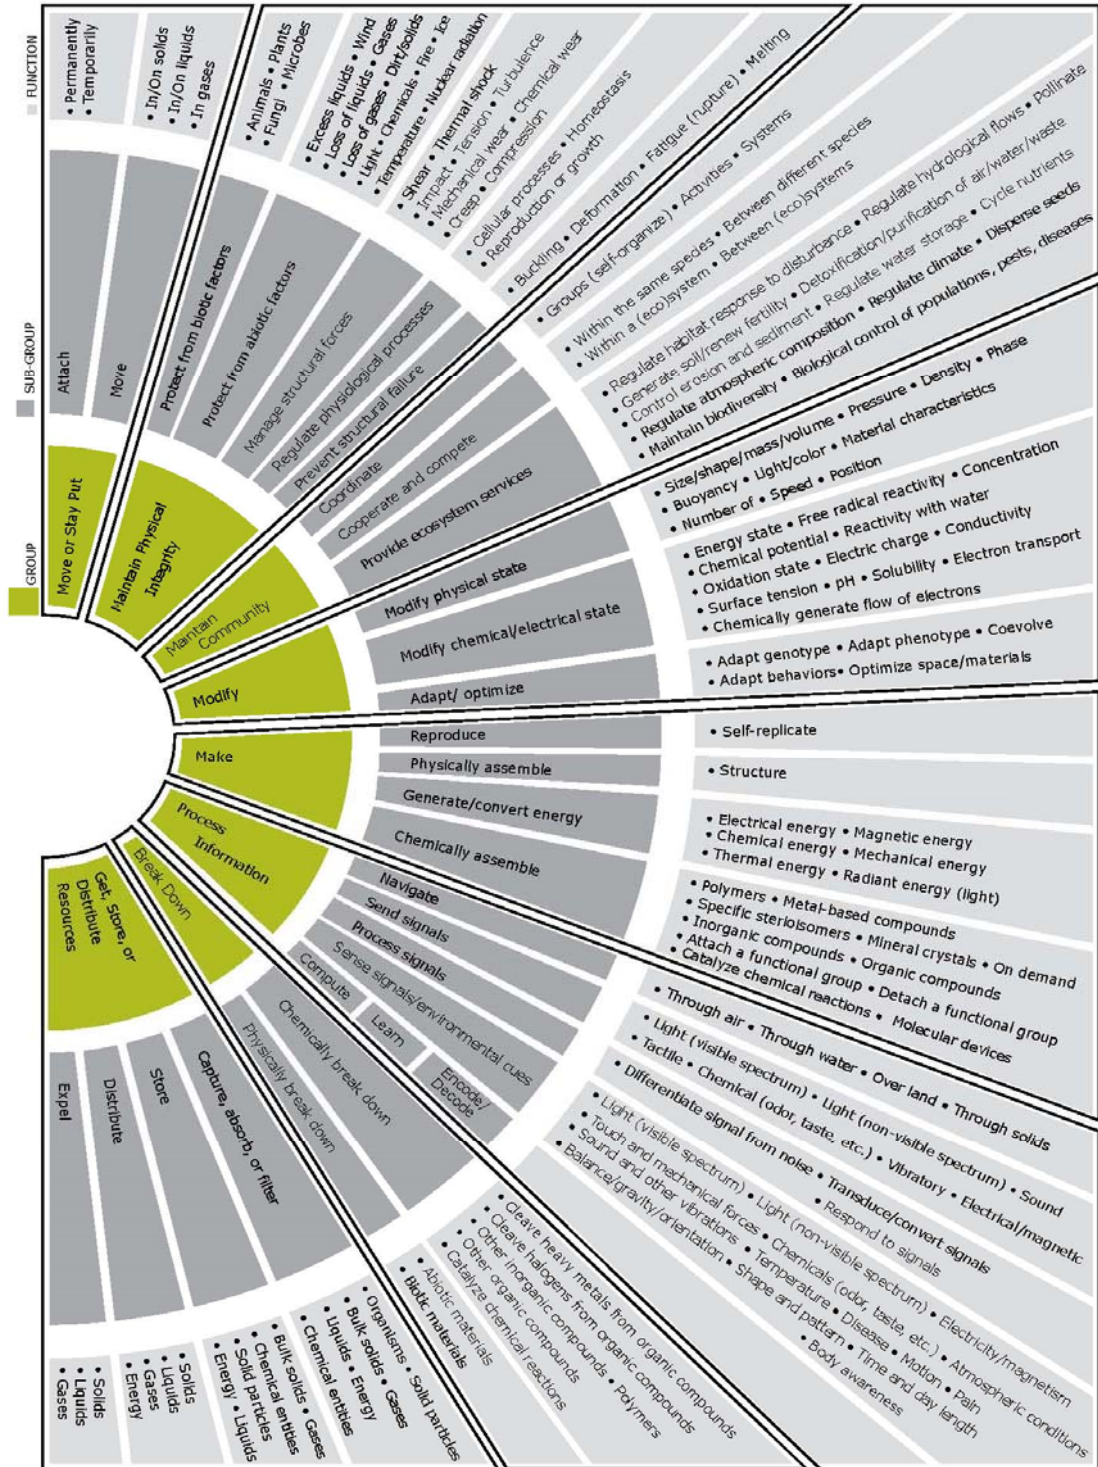 GROUP
SUB-GROUP
FUNCTION
Move or Stay Put
Attach
• Permanently
• Temporarily
Move
• In/On solids
• In/On liquids
• In gases
Maintain Physical
Integrity
Protect from biotic factors
• Animals • Plants
• Fungi • Microbes
Protect from abiotic factors
• Excess liquids • Wind
• Loss of liquids • Gases
• Loss of gases • Dirt/solids
• Light • Chemicals • Fire • Ice
• Temperature • Nuclear radiation
Manage structural forces
• Shear • Thermal shock
• Impact • Tension • Turbulence
• Mechanical wear • Chemical wear
• Creep • Compression
Regulate physiological processes
• Cellular processes • Homeostasis
• Reproduction or growth
Prevent structural failure
• Buckling • Deformation • Fatigue (rupture) • Melting
Maintain
Community
Coordinate
• Groups (self-organize) • Activities • Systems
Cooperate and compete
• Within the same species • Between different species
• Within a (eco)system • Between (eco)systems
Provide ecosystem services
• Regulate habitat response to disturbance • Regulate hydrological flows • Pollinate
• Generate soil/renew fertility • Detoxification/purification of air/water/waste
• Control erosion and sediment • Regulate water storage • Cycle nutrients
• Regulate atmospheric composition • Regulate climate • Disperse seeds
• Maintain biodiversity • Biological control of populations, pests, diseases
Modify
Modify physical state
• Size/shape/mass/volume • Pressure • Density • Phase
• Buoyancy • Light/color • Material characteristics
• Number of • Speed • Position
Modify chemical/electrical state
• Energy state • Free radical reactivity • Concentration
• Chemical potential • Reactivity with water
• Oxidation state • Electric charge • Conductivity
• Surface tension • pH • Solubility • Electron transport
• Chemically generate flow of electrons
Adapt/ optimize
• Adapt genotype • Adapt phenotype • Coevolve
• Adapt behaviors • Optimize space/materials
Make
Reproduce
• Self-replicate
Physically assemble
• Structure
Generate/convert energy
• Electrical energy • Magnetic energy
• Chemical energy • Mechanical energy
• Thermal energy • Radiant energy (light)
Chemically assemble
• Polymers • Metal-based compounds
• Specific sterioisomers • Mineral crystals • On demand
• Inorganic compounds • Organic compounds
• Attach a functional group • Detach a functional group
• Catalyze chemical reactions • Molecular devices
Process
Information
Navigate
• Through air • Through water • Over land • Through solids
Send signals
• Light (visible spectrum) • Light (non-visible spectrum) • Sound
• Tactile • Chemical (odor, taste, etc.) • Vibratory • Electrical/magnetic
Process signals
• Differentiate signal from noise • Transduce/convert signals
• Respond to signals
Sense signals/environmental cues
• Light (visible spectrum) • Light (non-visible spectrum) • Electricity/magnetism
• Touch and mechanical forces • Chemicals (odor, taste, etc.) • Atmospheric conditions
• Sound and other vibrations • Temperature • Disease • Motion • Pain
• Balance/gravity/orientation • Shape and pattern • Time and day length
• Body awareness
Compute
Learn
Encode/
Decode
Break Down
Chemically break down
• Cleave heavy metals from organic compounds
• Cleave halogens from organic compounds
• Other inorganic compounds • Polymers
• Other organic compounds
• Catalyze chemical reactions
Physically break down
• Abiotic materials
• Biotic materials
Get, Store, or
Distribute
Resources
Capture, absorb, or filter
• Organisms • Solid particles
• Bulk solids • Gases
• Liquids • Energy
• Chemical entities
Store
• Bulk solids • Gases
• Chemical entities
• Solid particles
• Energy • Liquids
Distribute
• Solids
• Liquids
• Gases
• Energy
Expel
• Solids
• Liquids
• Gases